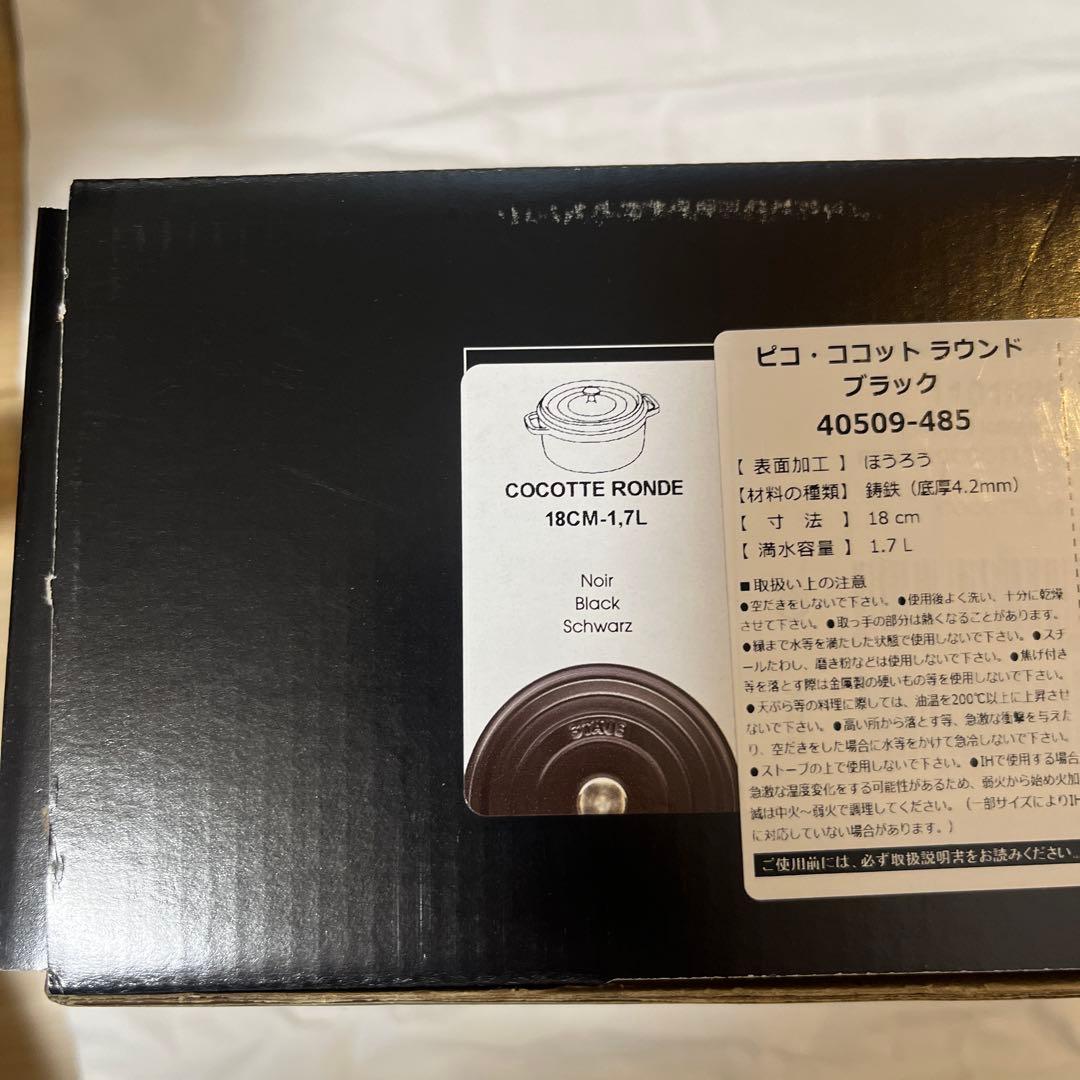 COCOTTE RONDE
18CM-1,7L
Noir
Black
Schwarz
STAUB
ピコ・ココット ラウンド
ブラック
40509-485
【 表面加工 】 ほうろう
【材料の種類】 鋳鉄（底厚4.2mm）
【 寸 法 】 18 cm
【 満水容量 】 1.7 L
■取扱い上の注意
●空だきをしないで下さい。●使用後よく洗い、十分に乾燥
させて下さい。●取っ手の部分は熱くなることがあります。
●縁まで水等を満たした状態で使用しないで下さい。●スチ
ールたわし、磨き粉などは使用しないで下さい。●焦げ付き
等を落とす際は金属製の硬いもの等を使用しないで下さい。
●天ぷら等の料理に際しては、油温を200℃以上に上昇させ
ないで下さい。●高い所から落とす等、急激な衝撃を与えた
り、空だきをした場合に水等をかけて急冷しないで下さい。
●ストーブの上で使用しないで下さい。●IHで使用する場合
急激な温度変化をする可能性があるため、弱火から始め火加
減は中火～弱火で調理してください。（一部サイズによりIH
に対応していない場合があります。）
ご使用前には、必ず取扱説明書をお読みください